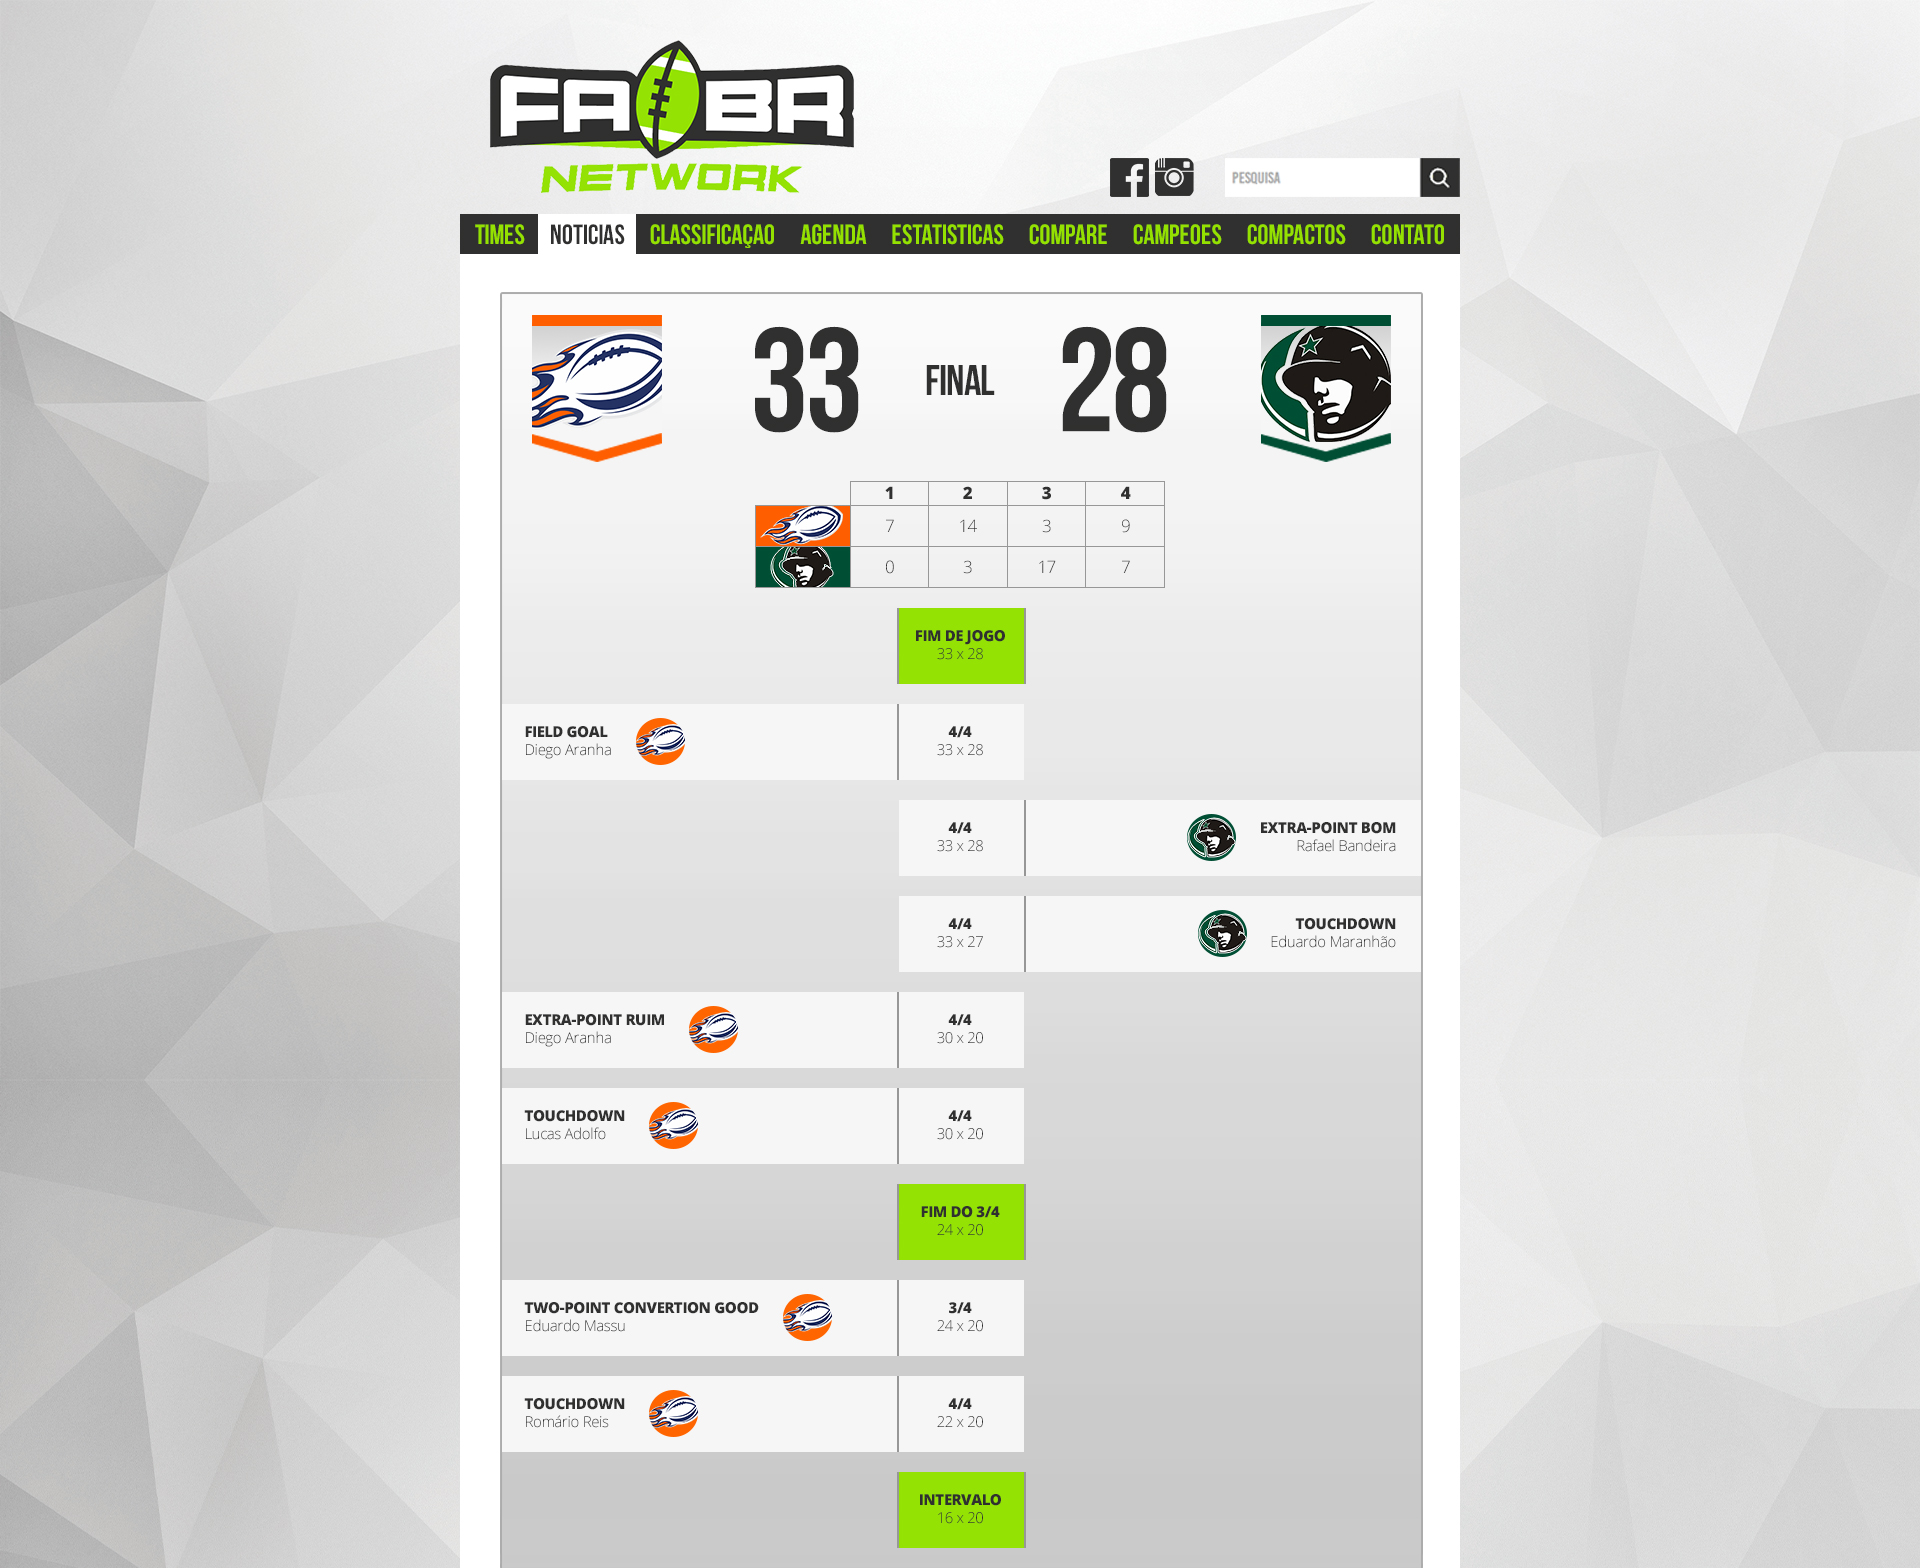 FABR
NETWORK
PESQUISA
TIMES NOTICIAS CLASSIFICAÇAO AGENDA ESTATISTICAS COMPARE CAMPEOES COMPACTOS CONTATO
33 FINAL 28
1 2 3 4
7 14 3 9
0 3 17 7
FIM DE JOGO
33 x 28
FIELD GOAL
Diego Aranha
4/4
33 x 28
4/4
33 x 28
EXTRA-POINT BOM
Rafael Bandeira
4/4
33 x 27
TOUCHDOWN
Eduardo Maranhão
EXTRA-POINT RUIM
Diego Aranha
4/4
30 x 20
TOUCHDOWN
Lucas Adolfo
4/4
30 x 20
FIM DO 3/4
24 x 20
TWO-POINT CONVERTION GOOD
Eduardo Massu
3/4
24 x 20
TOUCHDOWN
Romário Reis
4/4
22 x 20
INTERVALO
16 x 20